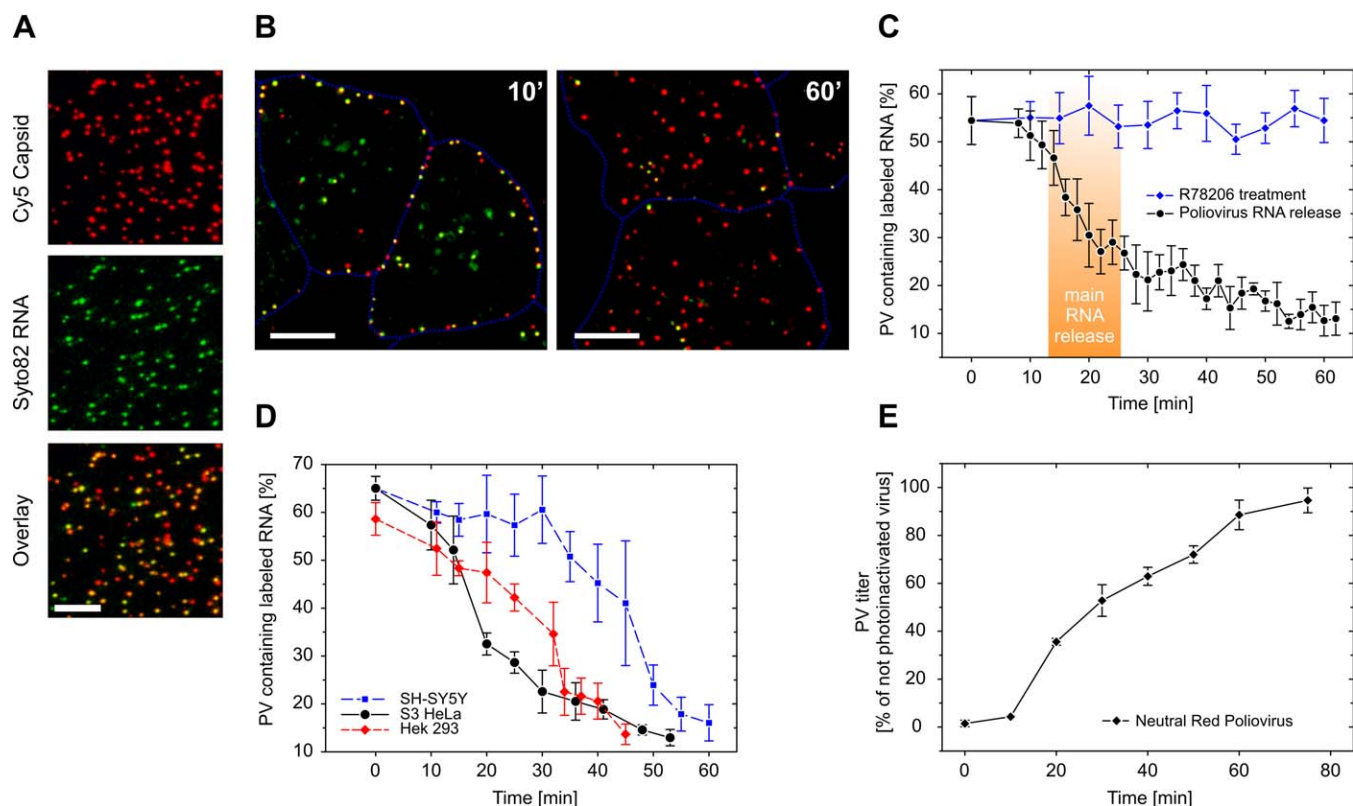 A
Cy5 Capsid
Syto82 RNA
Overlay
B
10’
60’
C
PV containing labeled RNA [%]
60
50
40
30
20
10
R78206 treatment
Poliovirus RNA release
main
RNA
release
0 10 20 30 40 50 60
Time [min]
D
PV containing labeled RNA [%]
70
60
50
40
30
20
10
SH-SY5Y
S3 HeLa
Hek 293
0 10 20 30 40 50 60
Time [min]
E
PV titer
[% of not photoinactivated virus]
100
80
60
40
20
0
Neutral Red Poliovirus
0 20 40 60 80
Time [min]